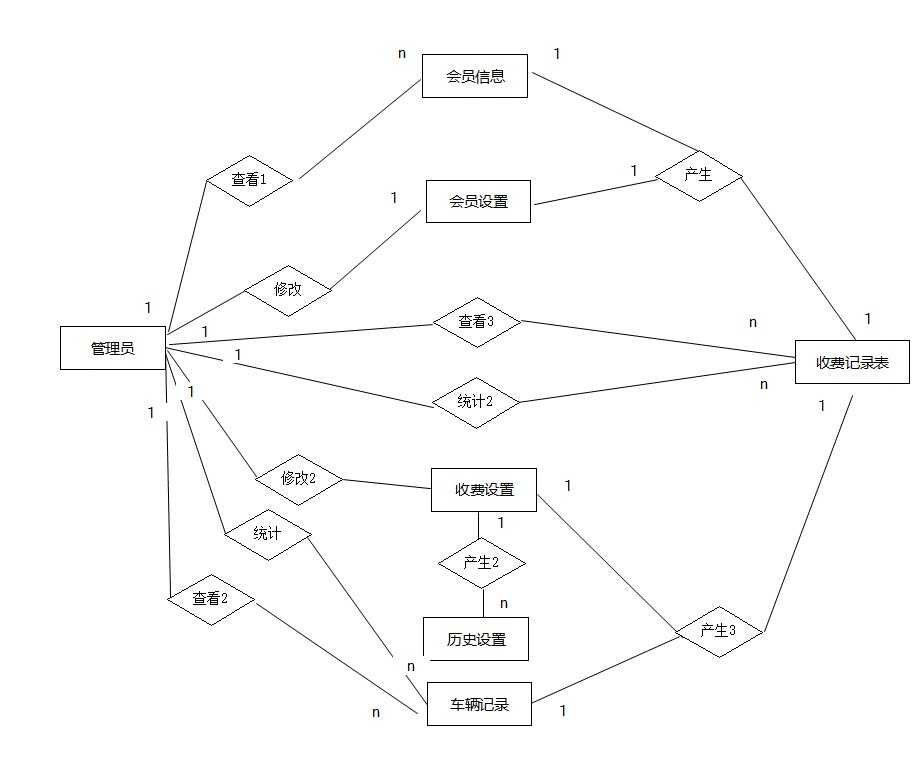 n
1
会员信息
查看1
1
产生
1
会员设置
修改
1
1
查看3
n
1
管理员
1
收费记录表
n
统计2
1
1
1
修改2
收费设置
1
1
统计
产生2
查看2
n
产生3
历史设置
n
车辆记录
n
1